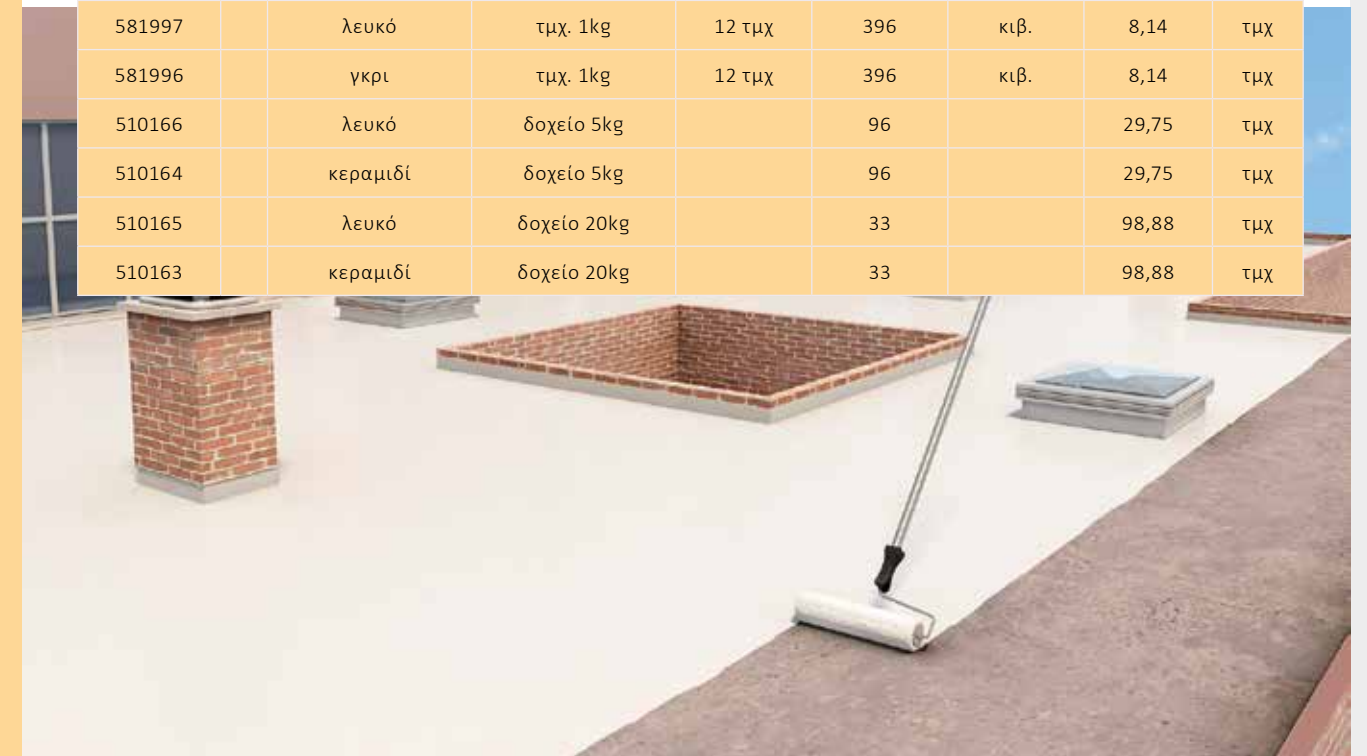 581997 λευκό τμχ. 1kg 12 τμχ 396 κιβ. 8,14 τμχ
581996 γκρι τμχ. 1kg 12 τμχ 396 κιβ. 8,14 τμχ
510166 λευκό δοχείο 5kg 96 29,75 τμχ
510164 κεραμιδί δοχείο 5kg 96 29,75 τμχ
510165 λευκό δοχείο 20kg 33 98,88 τμχ
510163 κεραμιδί δοχείο 20kg 33 98,88 τμχ